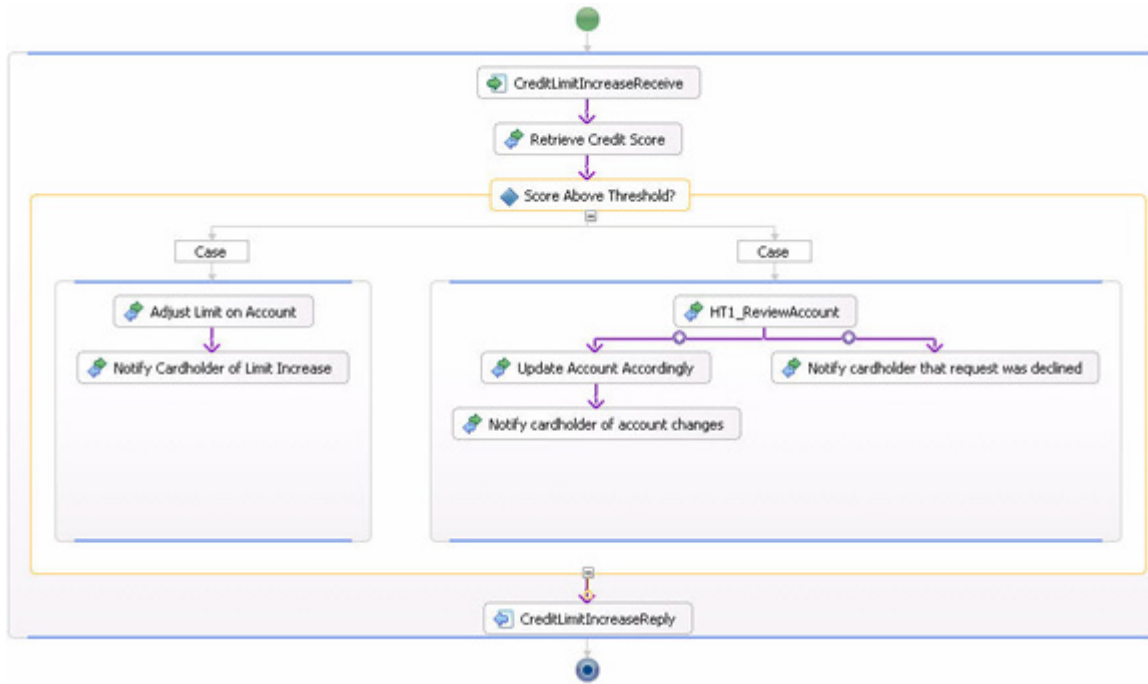 CreditLimitIncreaseReceive
Retrieve Credit Score
Score Above Threshold?
Case
Case
Adjust Limit on Account
Notify Cardholder of Limit Increase
HT1_ReviewAccount
Update Account Accordingly
Notify cardholder that request was declined
Notify cardholder of account changes
CreditLimitIncreaseReply